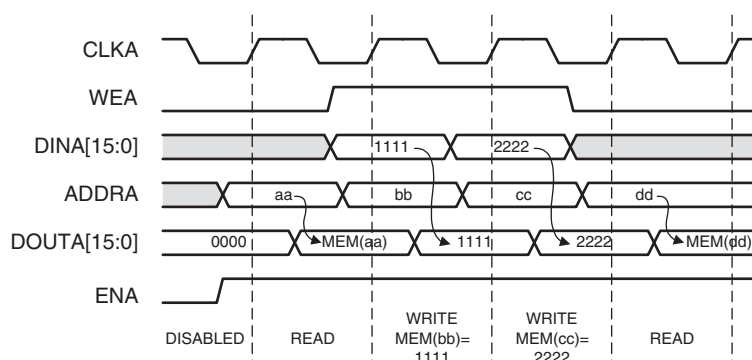 CLKA
WEA
DINA[15:0] 1111 2222
ADDRA aa bb cc dd
DOUTA[15:0] 0000 MEM(aa) 1111 2222 MEM(dd)
ENA
DISABLED READ WRITE MEM(bb)= 1111 WRITE MEM(cc)= 2222 READ